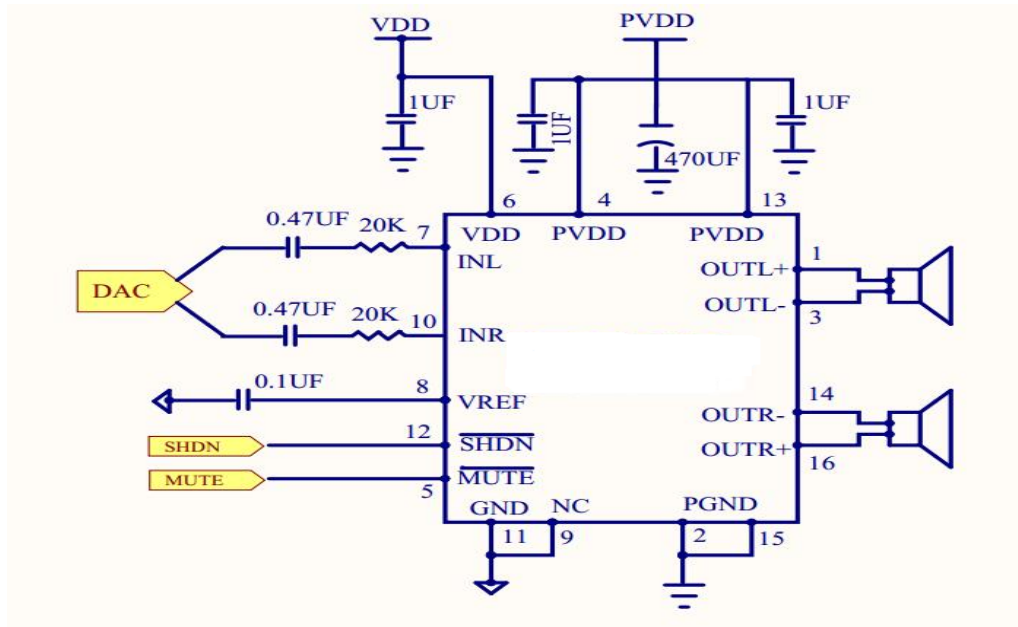 VDD
PVDD
1UF
1UF
1UF
470UF
6
4
13
0.47UF
20K
7
VDD
PVDD
PVDD
1
INL
OUTL+
DAC
OUTL-
3
0.47UF
20K
10
INR
0.1UF
8
14
VREF
OUTR-
12
SHDN
SHDN
OUTR+
16
MUTE
MUTE
5
GND
NC
PGND
11
9
2
15